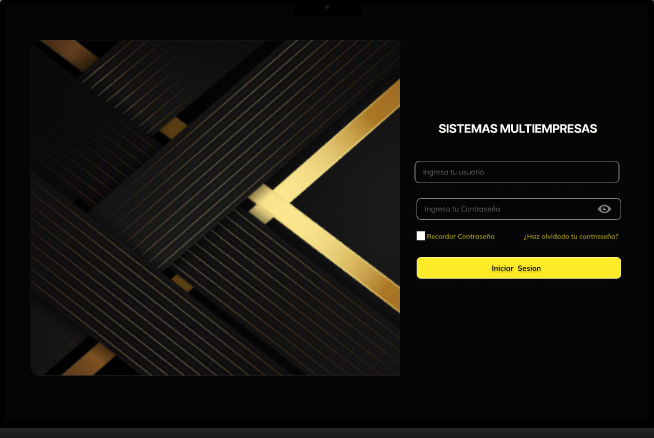 SISTEMAS MULTIEMPRESAS
Ingresa tu usuario
Ingresa tu Contraseña
Recordar Contraseña
¿Haz olvidado tu contraseña?
Iniciar Sesion